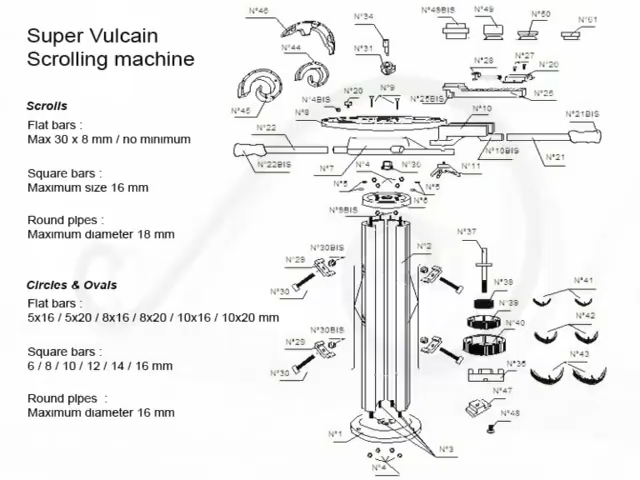 Super Vulcain
Scrolling machine
Scrolls
Flat bars :
Max 30 x 8 mm / no minimum
Square bars :
Maximum size 16 mm
Round pipes :
Maximum diameter 18 mm
Circles & Ovals
Flat bars :
5x16 / 5x20 / 8x16 / 8x20 / 10x16 / 10x20 mm
Square bars :
6 / 8 / 10 / 12 / 14 / 16 mm
Round pipes :
Maximum diameter 16 mm
N°46
N°34
N°49BIS
N°49
N°50
N°51
N°44
N°31
N°28
N°27
N°26
N°45
N°4BIS
N°20
N°9
N°25BIS
N°25
N°8
N°10
N°21BIS
N°22
N°22BIS
N°7
N°4
N°36
N°11
N°10BIS
N°21
N°5
N°5
N°6
N°9BIS
N°2
N°37
N°30BIS
N°29
N°30
N°38
N°39
N°40
N°41
N°42
N°43
N°30BIS
N°29
N°30
N°35
N°47
N°48
N°1
N°3
N°4